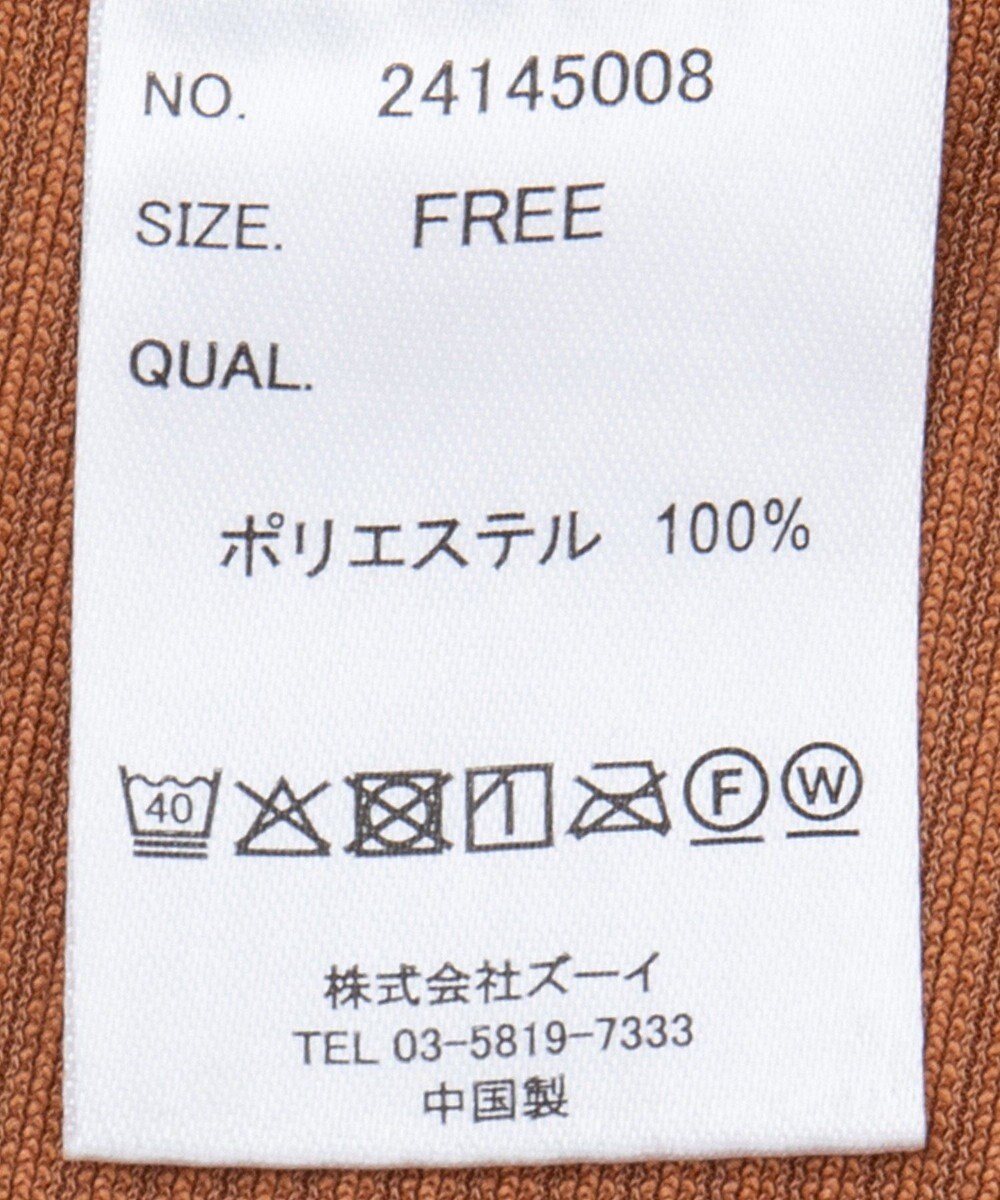 NO. 24145008
SIZE. FREE
QUAL.
ポリエステル 100%
40 F W
株式会社ズーイ
TEL 03-5819-7333
中国製